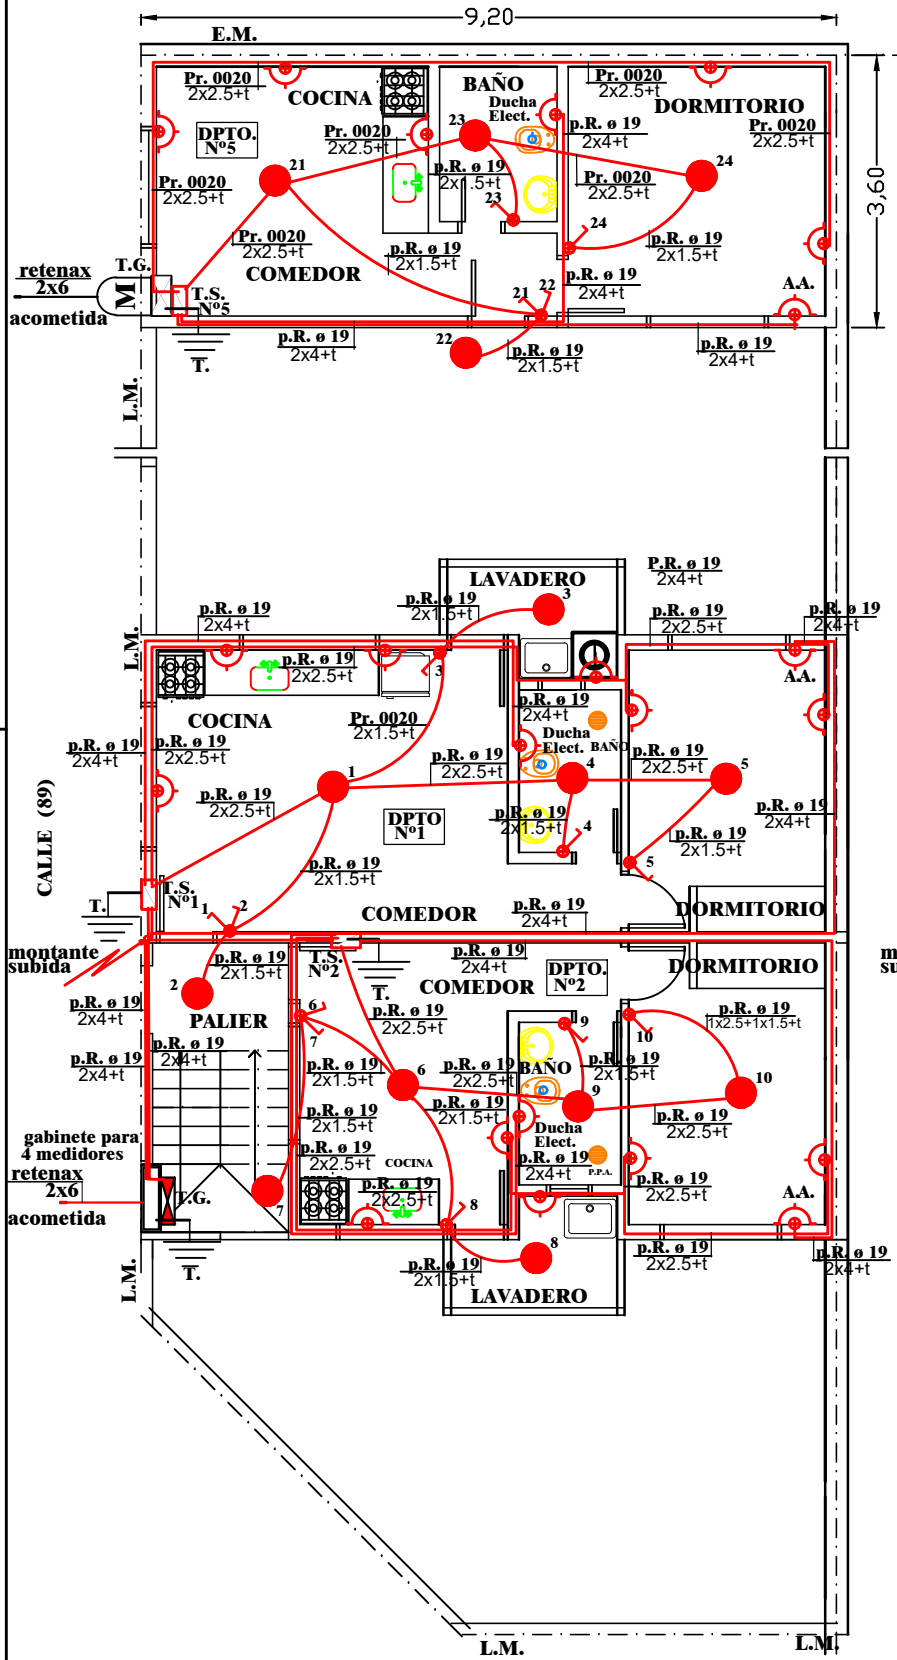 9,20
E.M.
Pr. 0020
2x2.5+t
COCINA
BAÑO
Ducha
Elect.
Pr. 0020
2x2.5+t
DORMITORIO
DPTO.
Nº5
Pr. 0020
2x2.5+t
23
p.R. ø 19
2x4+t
Pr. 0020
2x2.5+t
21
p.R. ø 19
2x1.5+t
24
Pr. 0020
2x2.5+t
Pr. 0020
2x2.5+t
3,60
23
24
Pr. 0020
2x2.5+t
p.R. ø 19
2x1.5+t
p.R. ø 19
2x1.5+t
retenax
2x6
acometida
M
T.G.
COMEDOR
T.S.
Nº5
21
22
p.R. ø 19
2x4+t
A.A.
T.
p.R. ø 19
2x4+t
22
p.R. ø 19
2x1.5+t
p.R. ø 19
2x4+t
L.M.
LAVADERO
3
P.R. ø 19
2x4+t
p.R. ø 19
2x4+t
p.R. ø 19
2x1.5+t
p.R. ø 19
2x2.5+t
p.R. ø 19
2x4+t
L.M.
p.R. ø 19
2x2.5+t
3
A.A.
COCINA
Pr. 0020
2x1.5+t
p.R. ø 19
2x4+t
p.R. ø 19
2x4+t
p.R. ø 19
2x2.5+t
Ducha
Elect.
BAÑO
p.R. ø 19
2x2.5+t
p.R. ø 19
2x2.5+t
1
4
5
p.R. ø 19
2x2.5+t
DPTO
Nº1
p.R. ø 19
2x1.5+t
4
p.R. ø 19
2x1.5+t
p.R. ø 19
2x4+t
CALLE (89)
p.R. ø 19
2x1.5+t
5
T.
T.S.
Nº1
1
2
COMEDOR
p.R. ø 19
2x4+t
DORMITORIO
montante
subida
p.R. ø 19
2x1.5+t
T.S.
Nº2
T.
p.R. ø 19
2x4+t
COMEDOR
DPTO.
Nº2
DORMITORIO
m
su
2
PALIER
p.R. ø 19
2x4+t
6
7
p.R. ø 19
2x2.5+t
9
10
p.R. ø 19
1x2.5+1x1.5+t
p.R. ø 19
2x4+t
p.R. ø 19
2x4+t
p.R. ø 19
2x1.5+t
6
p.R. ø 19
2x2.5+t
BAÑO
p.R. ø 19
2x1.5+t
10
p.R. ø 19
2x1.5+t
p.R. ø 19
2x1.5+t
9
Ducha
Elect.
p.R. ø 19
2x2.5+t
gabinete para
4 medidores
retenax
2x6
acometida
p.R. ø 19
2x2.5+t
COCINA
p.R. ø 19
2x4+t
P.P.A.
p.R. ø 19
2x2.5+t
T.G.
7
p.R. ø 19
2x2.5+t
8
A.A.
T.
p.R. ø 19
2x1.5+t
8
p.R. ø 19
2x2.5+t
p.R. ø 19
2x4+t
L.M.
LAVADERO
L.M.
L.M.